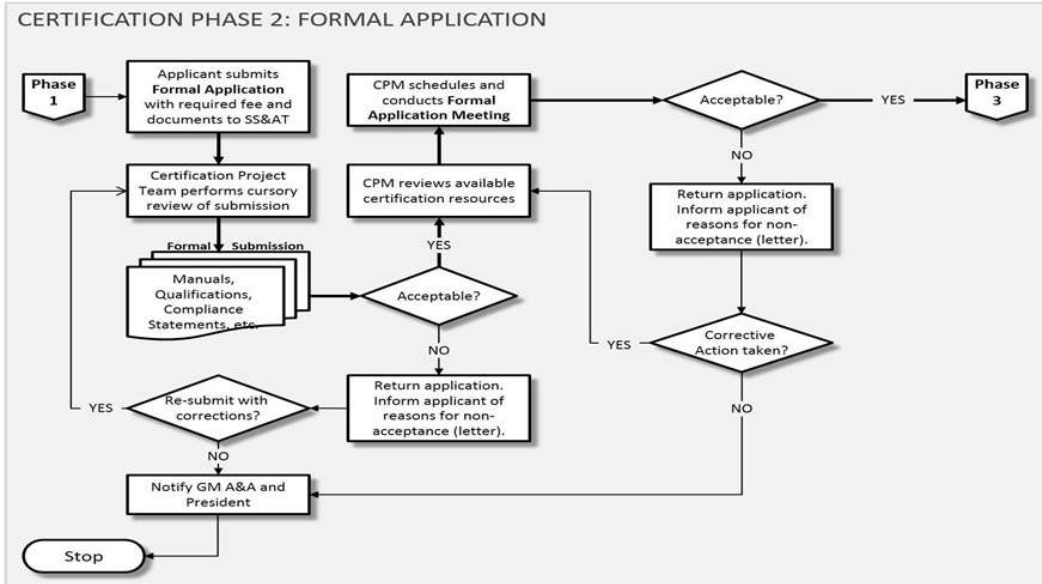 CERTIFICATION PHASE 2: FORMAL APPLICATION
Phase
1
Applicant submits
Formal Application
with required fee and
documents to SS&AT
CPM schedules and
conducts Formal
Application Meeting
Acceptable?
YES
Phase
3
NO
Certification Project
Team performs cursory
review of submission
CPM reviews available
certification resources
Return application.
Inform applicant of
reasons for non-
acceptance (letter).
Formal Submission
YES
Manuals,
Qualifications,
Compliance
Statements, etc.
Acceptable?
Corrective
Action taken?
YES
NO
NO
Return application.
Inform applicant of
reasons for non-
acceptance (letter).
Re-submit with
corrections?
YES
NO
Notify GM A&A and
President
Stop